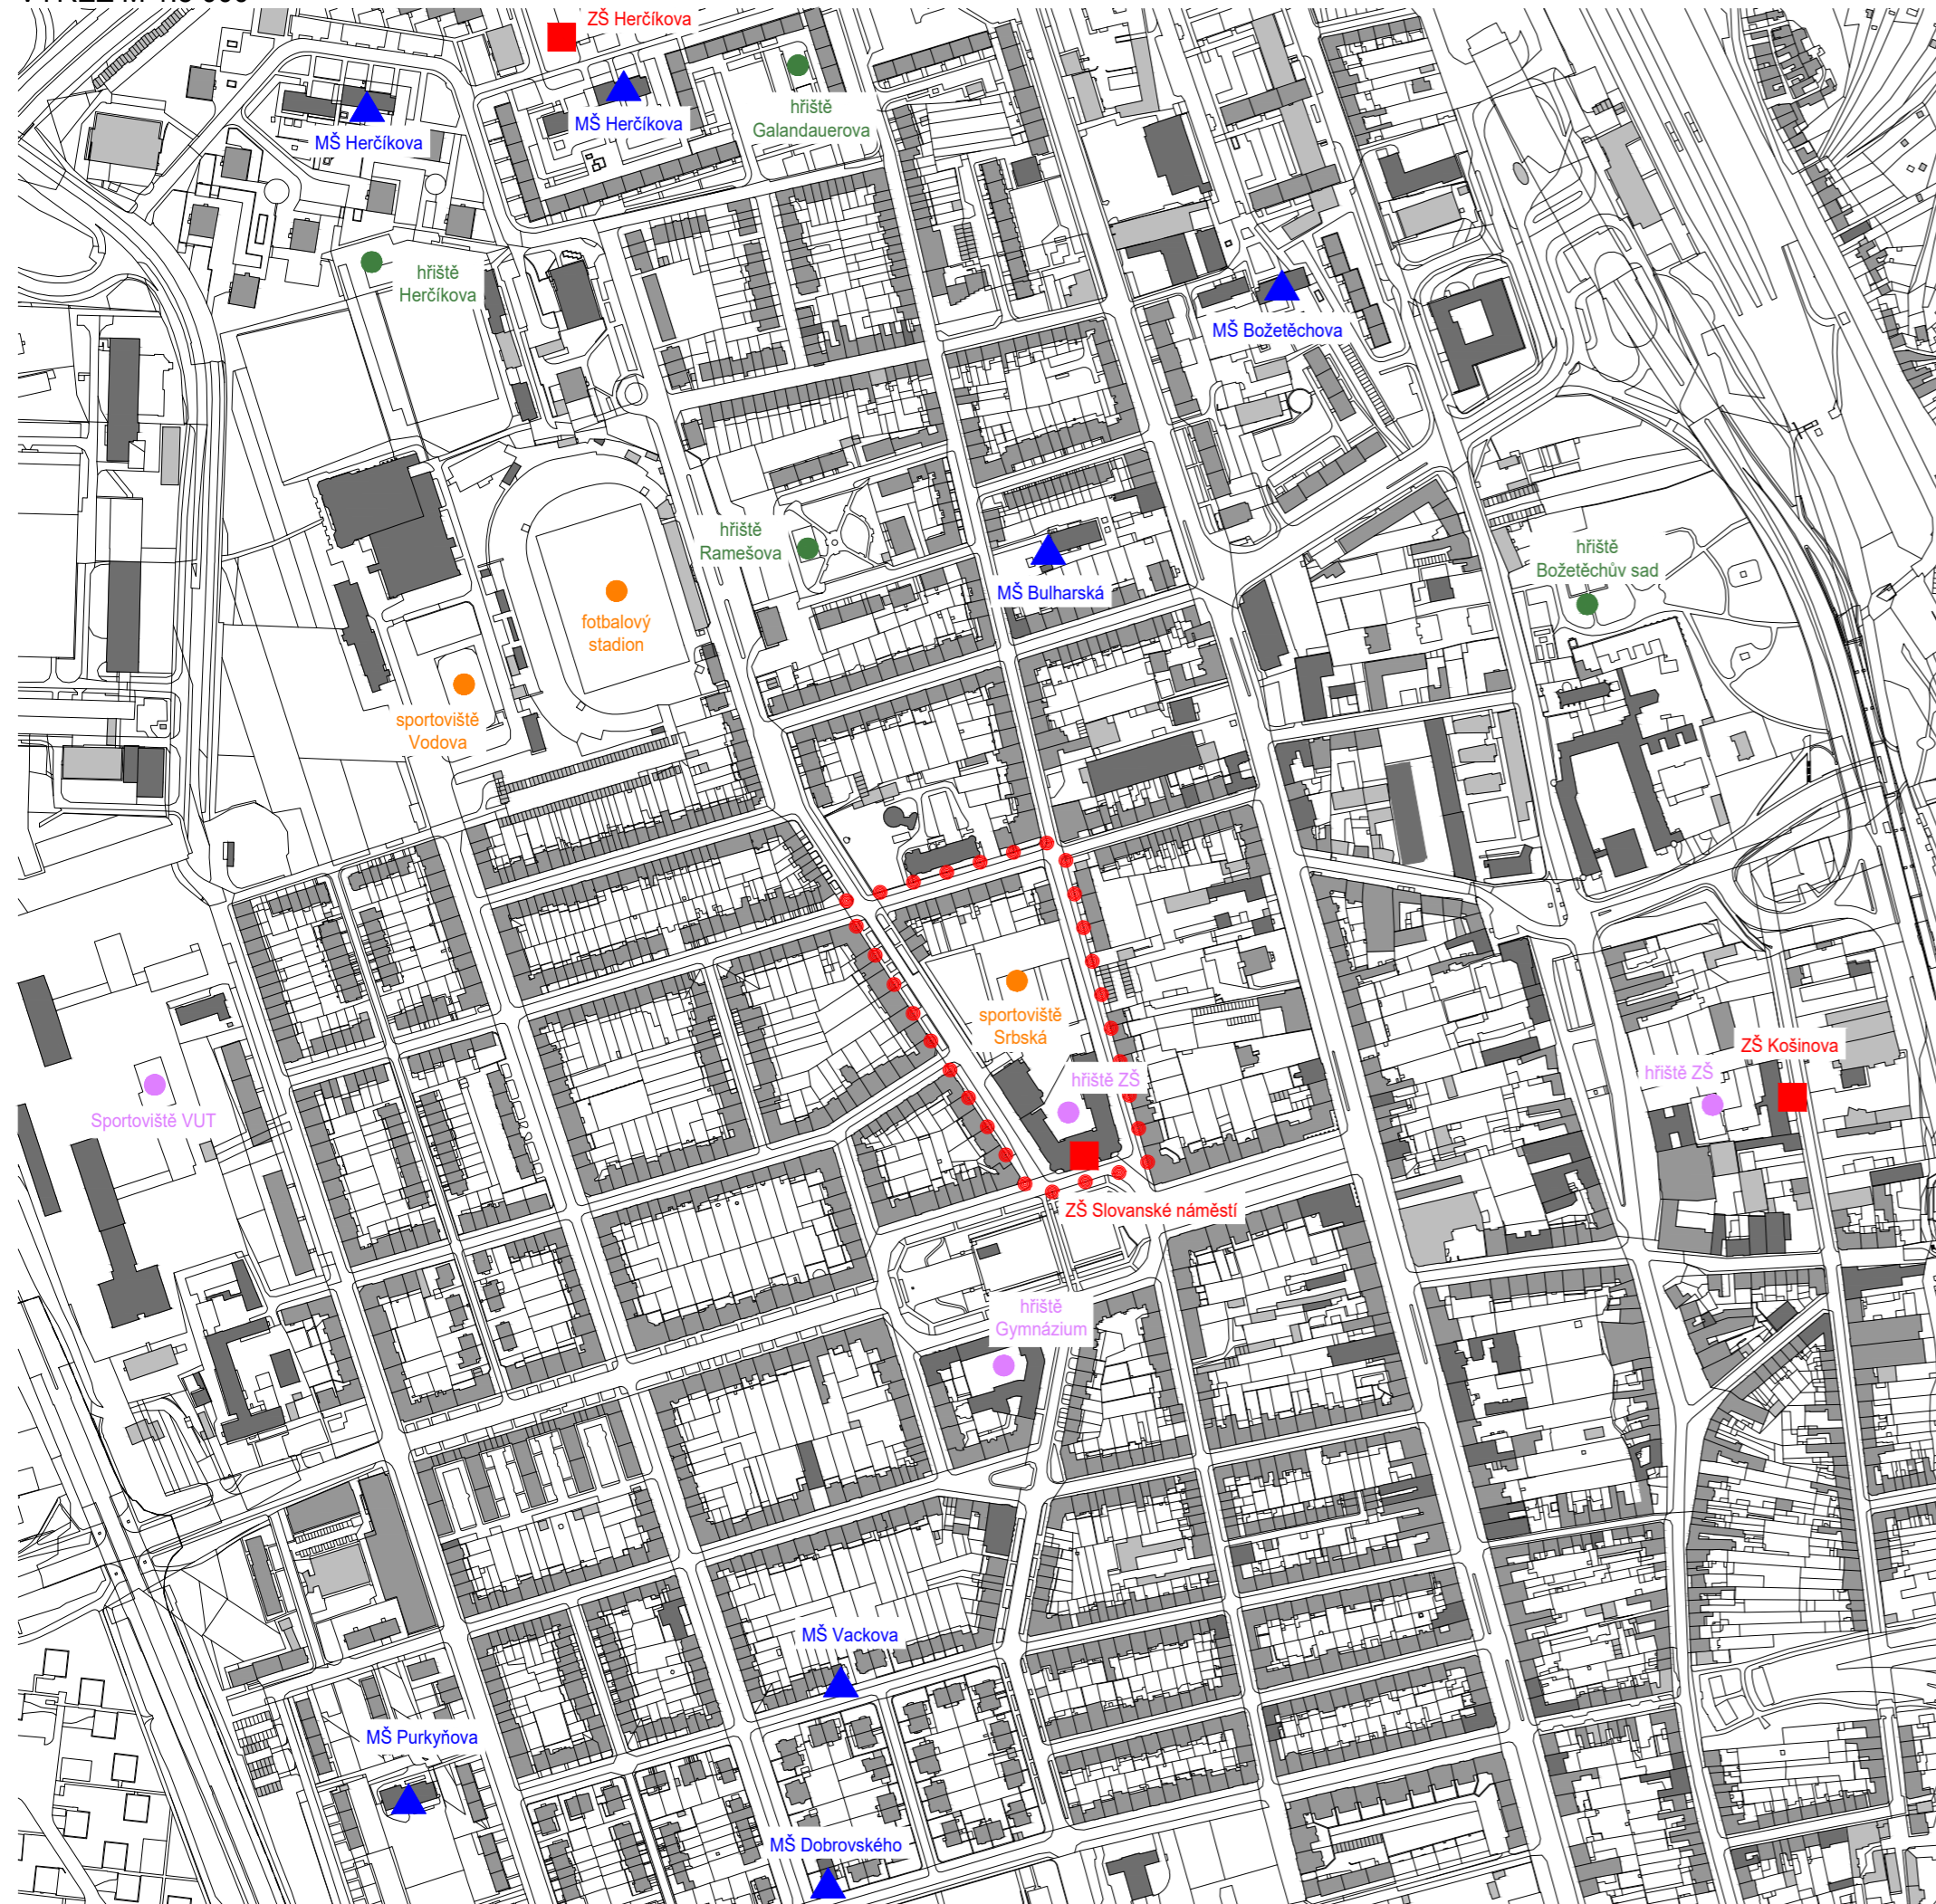 ZŠ Herčíkova
MŠ Herčíkova
MŠ Herčíkova
hřiště
Galandauerova
hřiště
Herčíkova
MŠ Božetěchova
hřiště
Ramešova
MŠ Bulharská
hřiště
Božetěchův sad
fotbalový
stadion
sportoviště
Vodova
sportoviště
Srbská
hřiště ZŠ
ZŠ Košinova
hřiště ZŠ
Sportoviště VUT
ZŠ Slovanské náměstí
hřiště
Gymnázium
MŠ Vackova
MŠ Purkyňova
MŠ Dobrovského